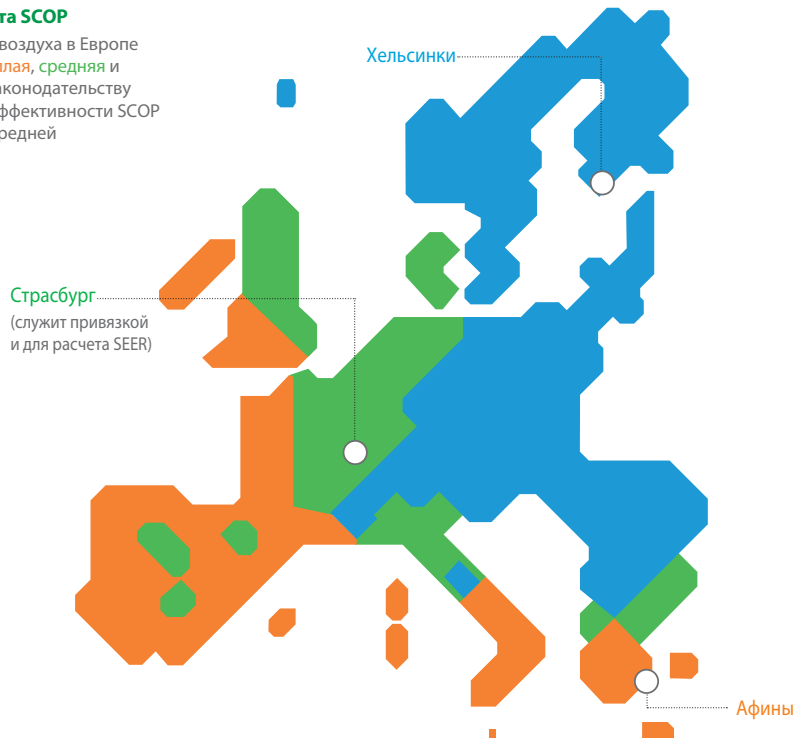 та SCOP
воздуха в Европе
лая, средняя и
аконодательству
ффективности SCOP
редней
Хельсинки
Страсбург
(служит привязкой
и для расчета SEER)
Афины